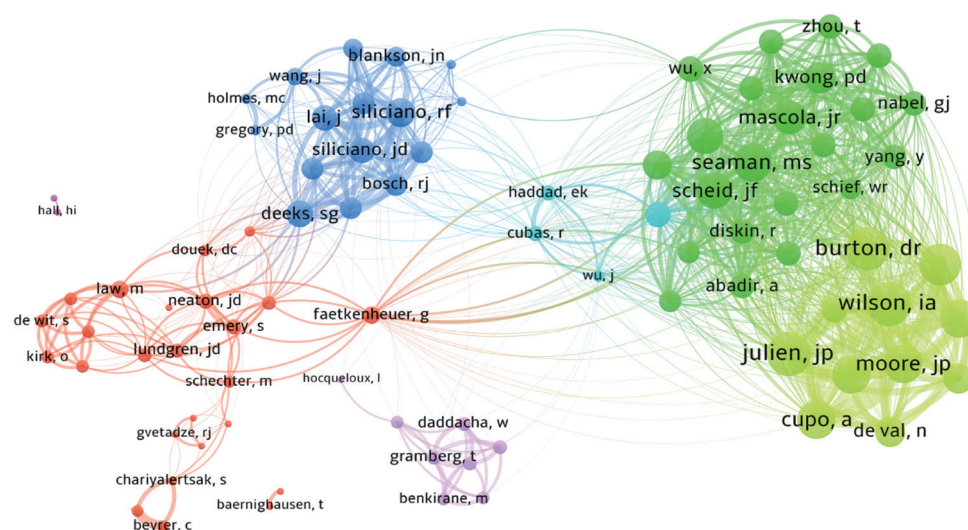 zhou, t
blankson, jn
wu, x
wang, j
kwong, pd
holmes, mc
nabel, gj
siliciano, rf
lai, j
mascola, jr
gregory, pd
siliciano, jd
seaman, ms
yang, y
bosch, rj
haddad, ek
scheid, jf
schief, wr
hall, hi
deeks, sg
cubas, r
diskin, r
douek, dc
burton, dr
wu, j
abadir, a
law, m
neaton, jd
wilson, ia
faetkenheuer, g
de wit, s
emery, s
lundgren, jd
kirk, o
julien, jp
moore, jp
schechter, m
hocqueloux, l
cupo, a
daddacha, w
gvetadze, rj
de val, n
gramberg, t
chariyalertsak, s
benkirane, m
baernighausen, t
beyrer, c